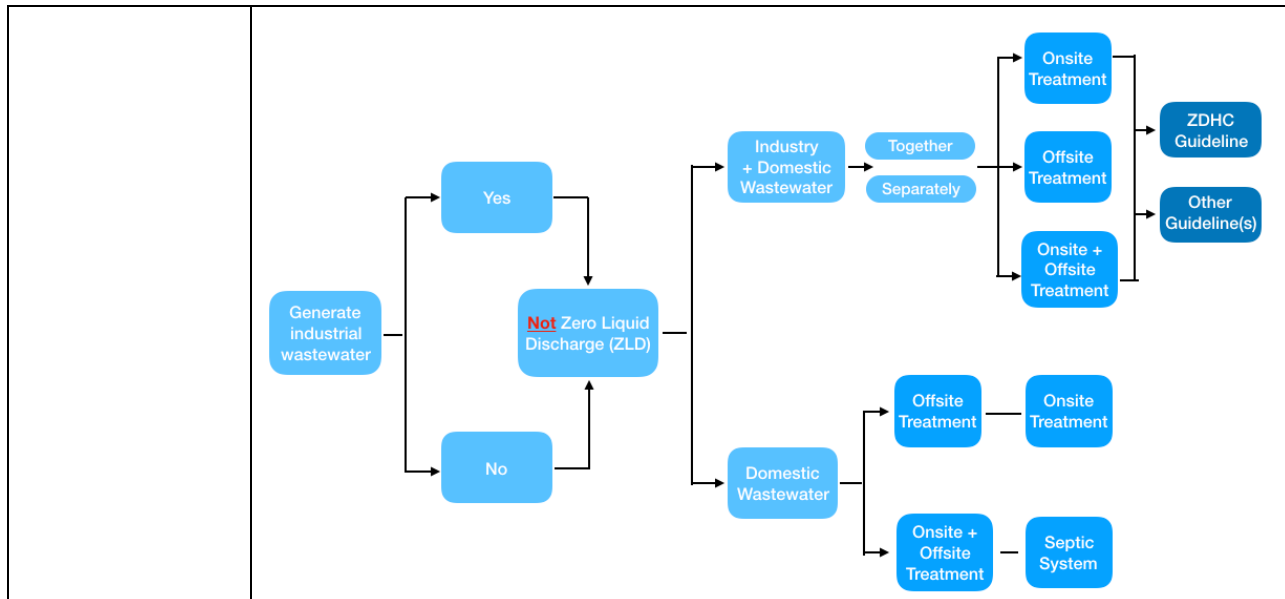 Generate
industrial
wastewater
Yes
No
Not Zero Liquid
Discharge (ZLD)
Industry
+ Domestic
Wastewater
Together
Separately
Onsite
Treatment
Offsite
Treatment
Onsite +
Offsite
Treatment
ZDHC
Guideline
Other
Guideline(s)
Domestic
Wastewater
Offsite
Treatment
Onsite
Treatment
Onsite +
Offsite
Treatment
Septic
System